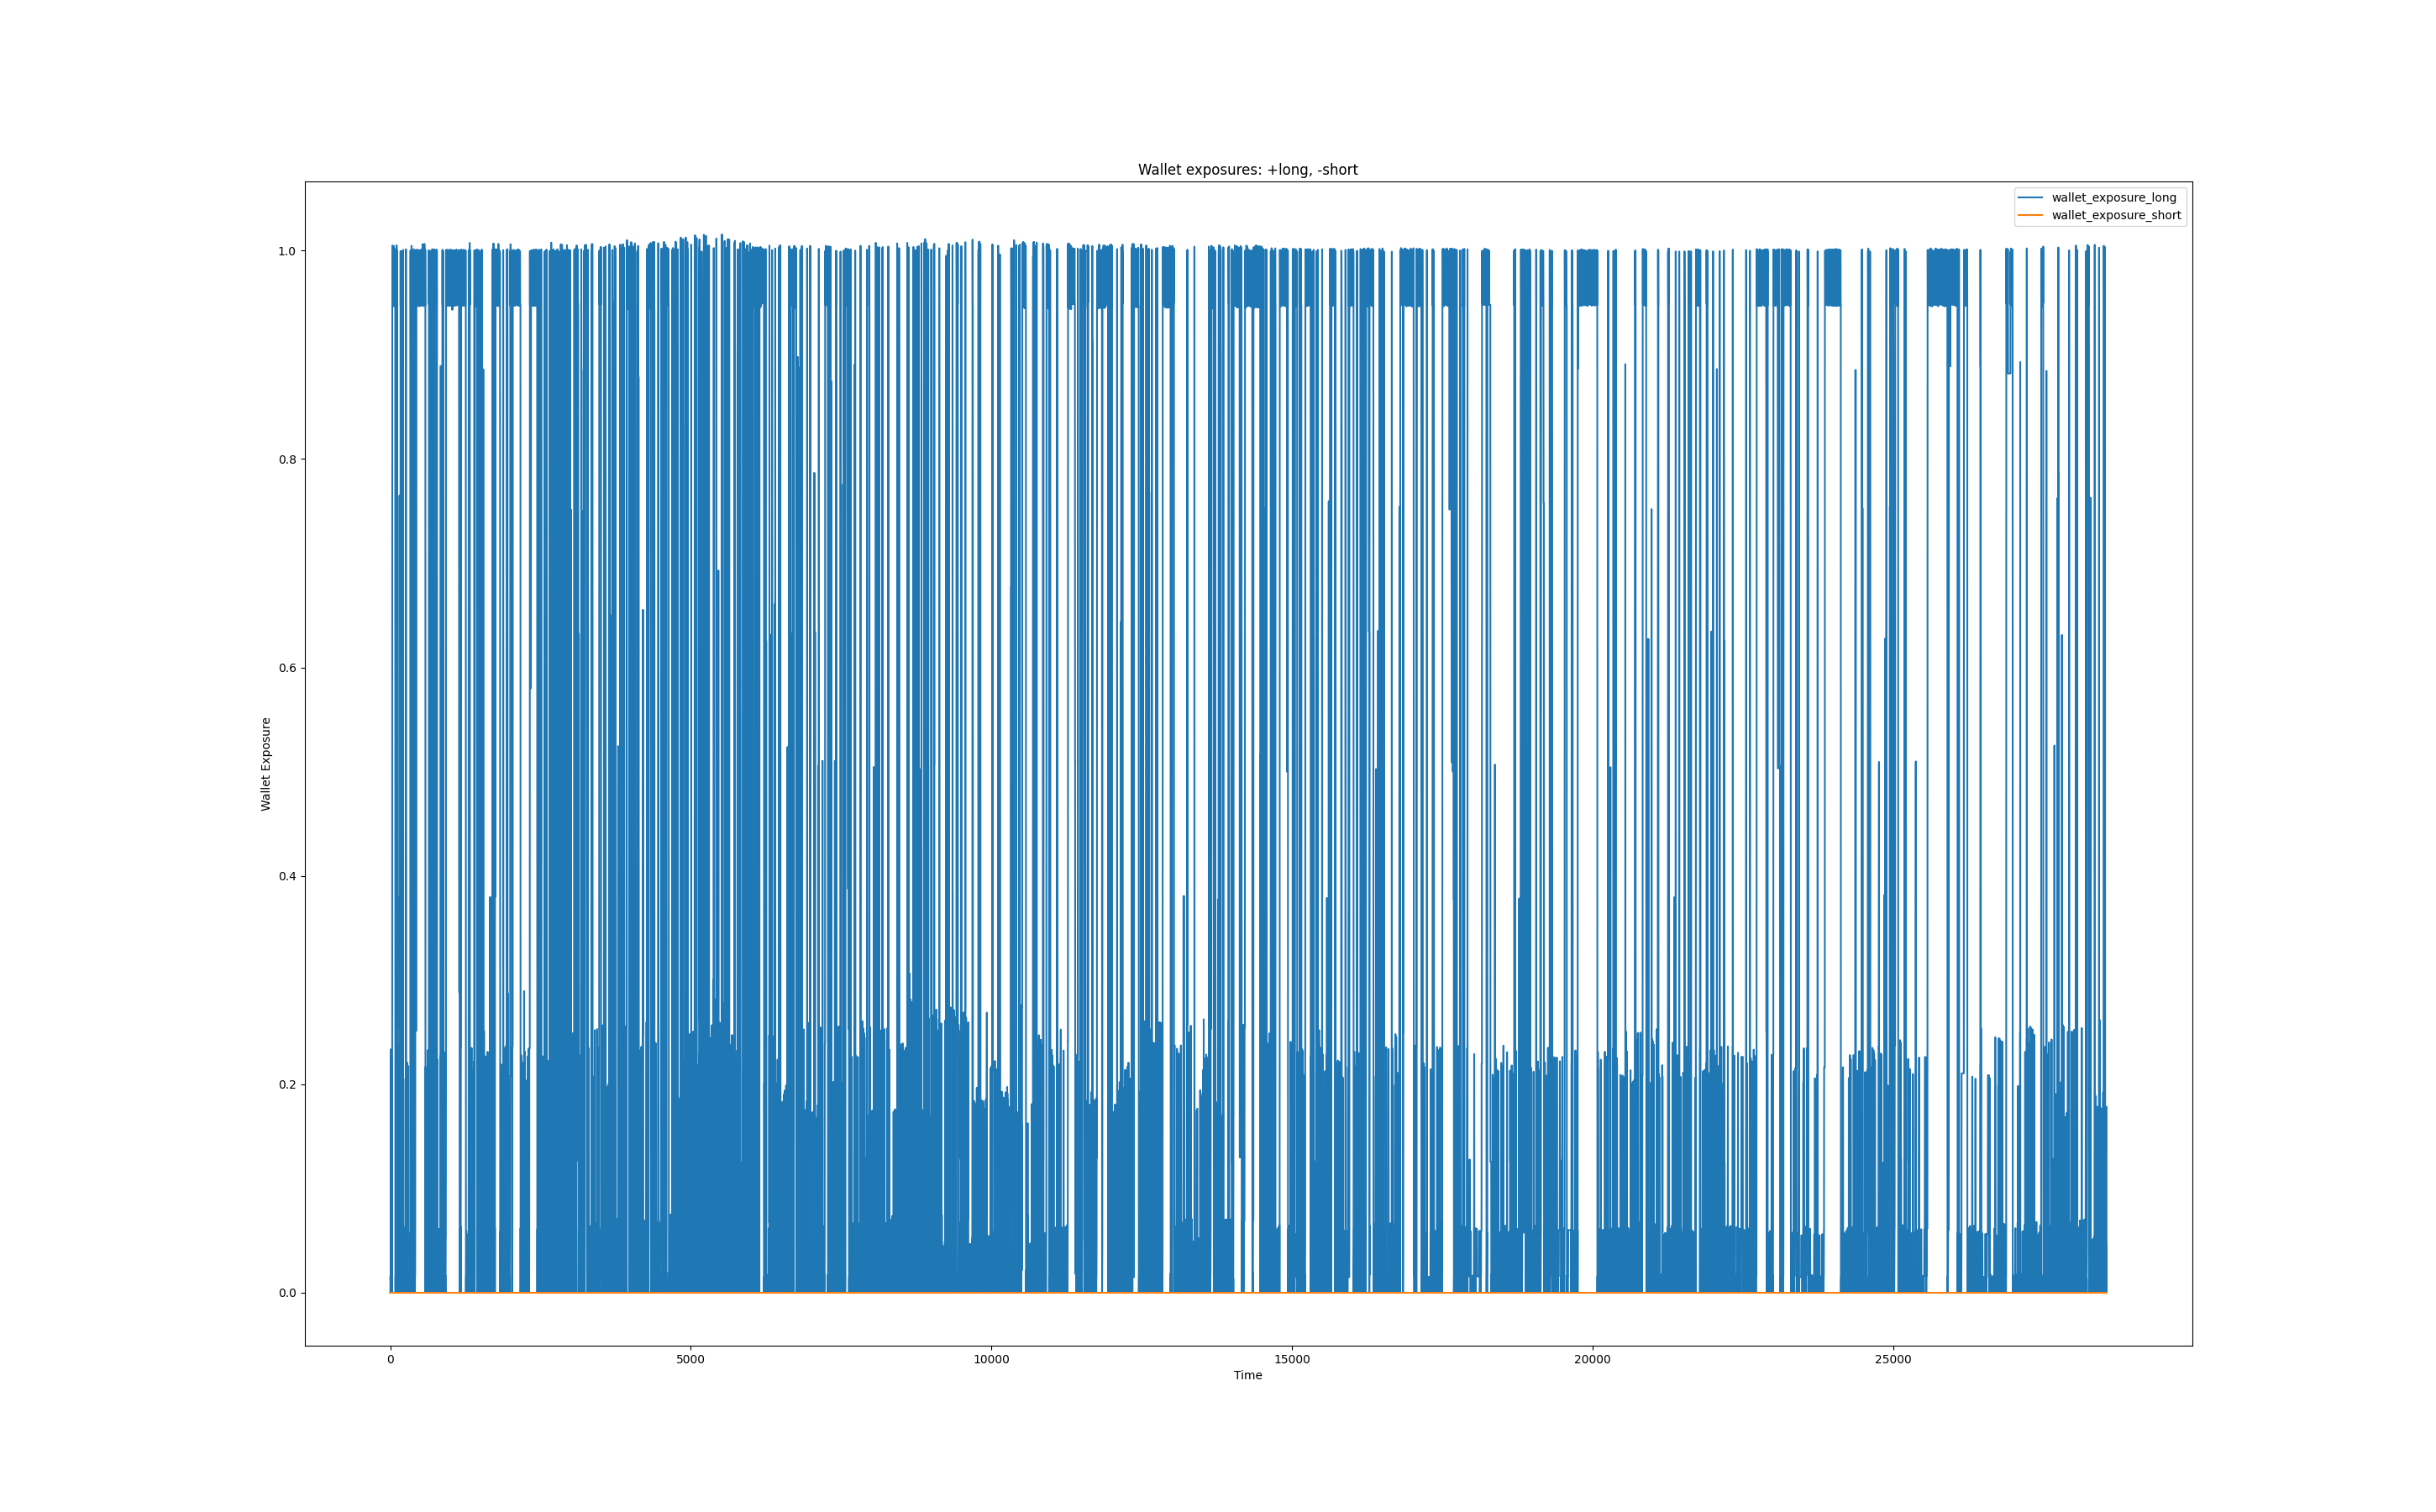 Wallet exposures: +long, -short
wallet_exposure_long
wallet_exposure_short
1.0
0.8
0.6
0.4
0.2
0.0
Wallet Exposure
0
5000
10000
15000
20000
25000
Time